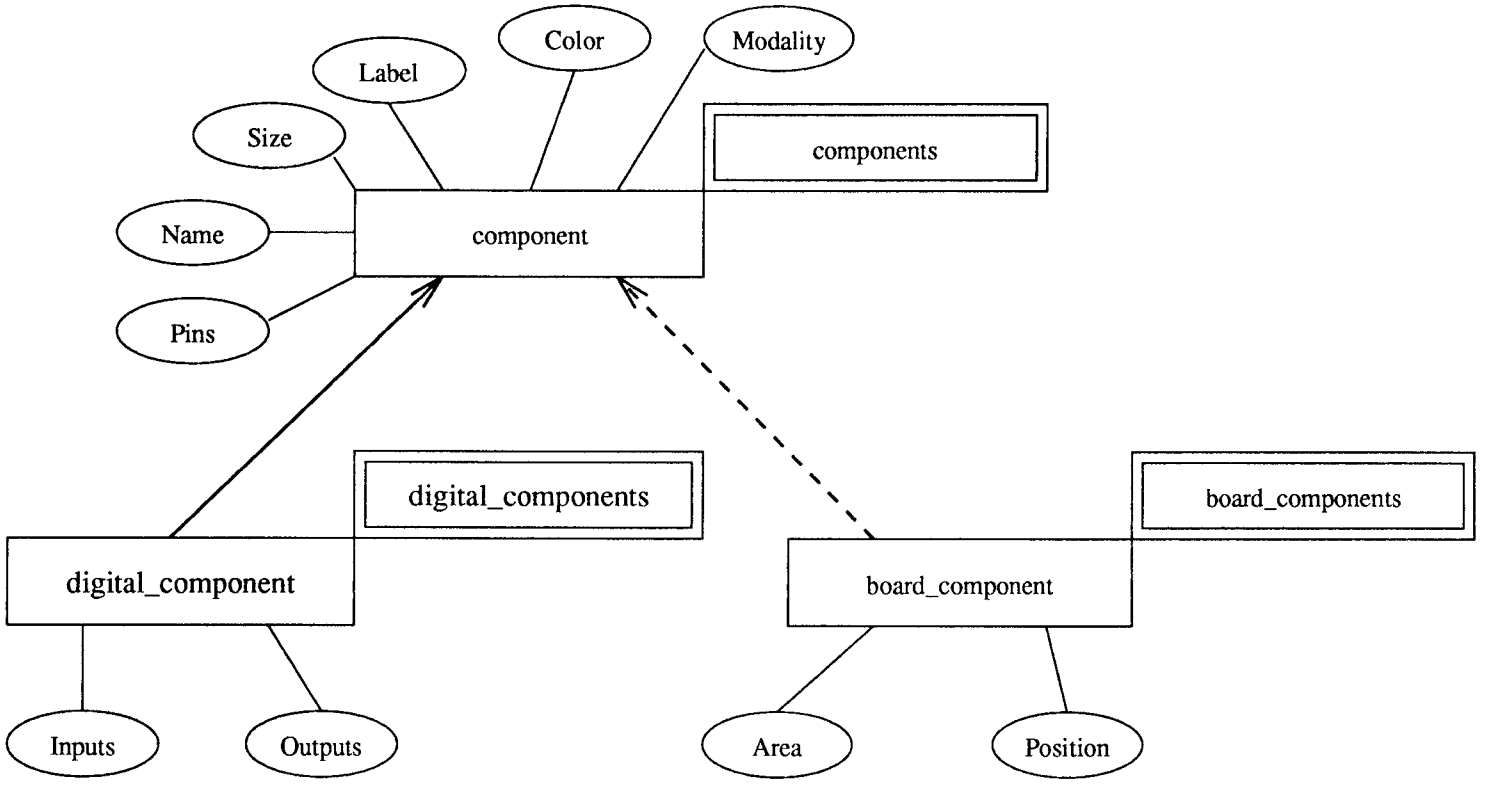 Color
Modality
Label
Size
components
Name
component
Pins
digital_components
board_components
digital_component
board_component
Inputs
Outputs
Area
Position